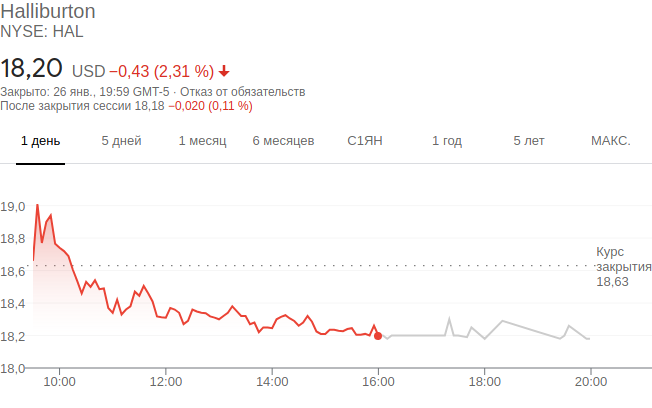 Halliburton
NYSE: HAL
18,20 USD −0,43 (2,31 %)
Закрыто: 26 янв., 19:59 GMT-5 · Отказ от обязательств
После закрытия сессии 18,18 −0,020 (0,11 %)
1 день 5 дней 1 месяц 6 месяцев С1ЯН 1 год 5 лет МАКС.
19,0
18,8
Курс
закрытия
18,63
18,6
18,4
18,2
18,0
10:00 12:00 14:00 16:00 18:00 20:00